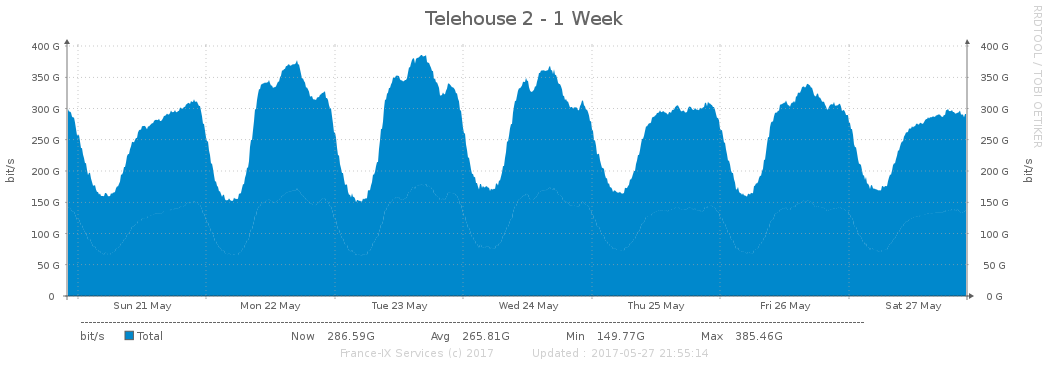 Telehouse 2 - 1 Week
RRDTOOL / TOBI OETIKER
bit/s
400 G 400 G
350 G 350 G
300 G 300 G
250 G 250 G
200 G 200 G
150 G 150 G
100 G 100 G
50 G 50 G
0 0 G
bit/s
Sun 21 May Mon 22 May Tue 23 May Wed 24 May Thu 25 May Fri 26 May Sat 27 May
bit/s Total Now 286.59G Avg 265.81G Min 149.77G Max 385.46G
France-IX Services (c) 2017 Updated : 2017-05-27 21:55:14